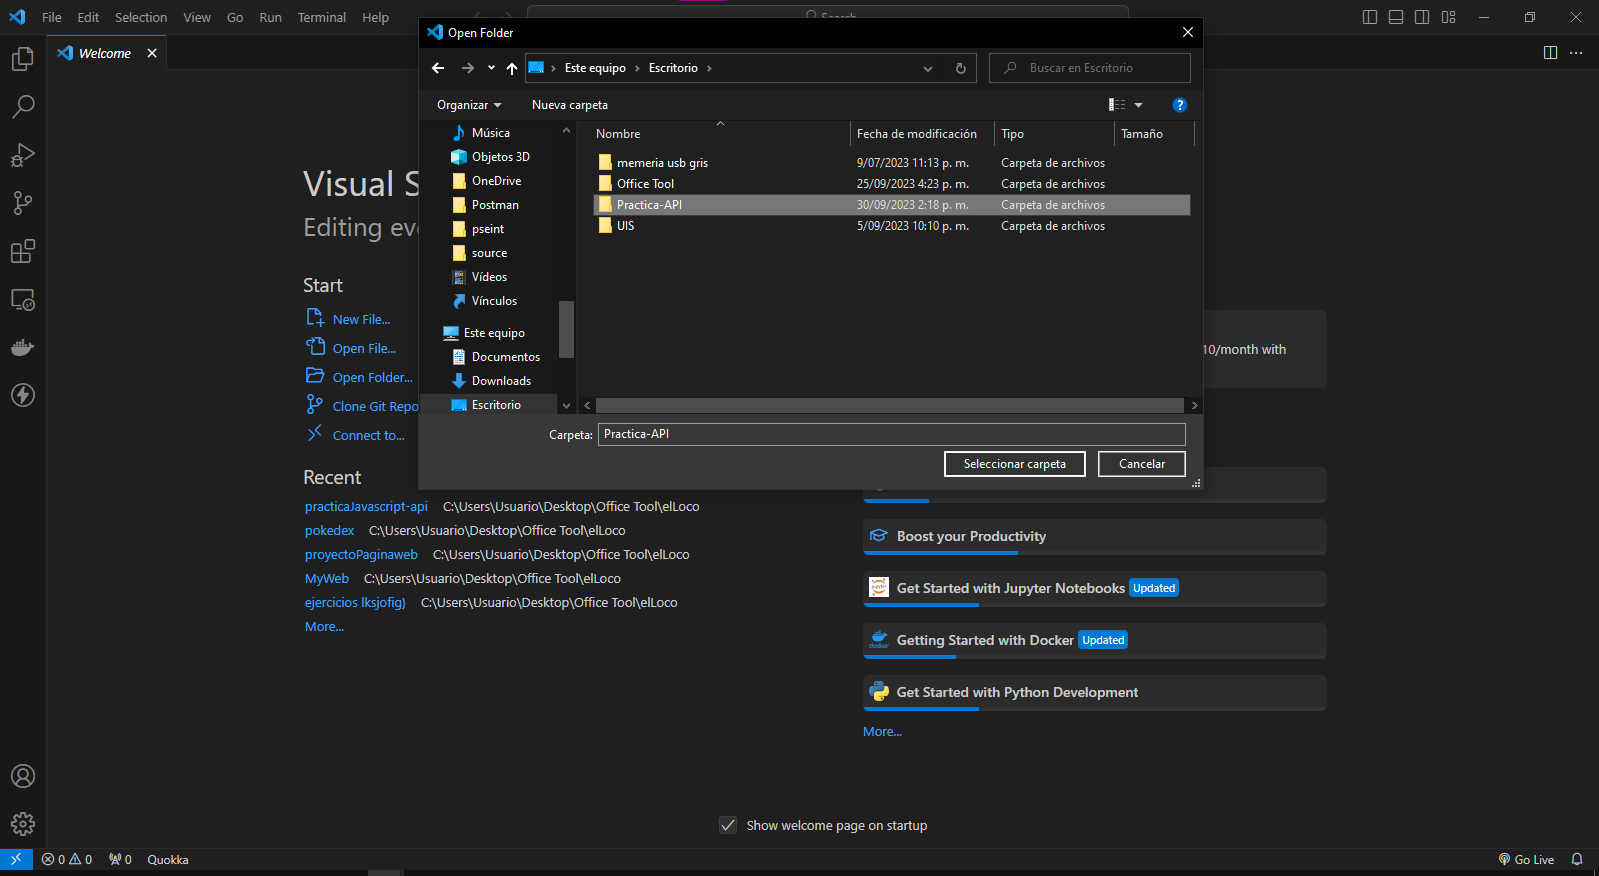 File Edit Selection View Go Run Terminal Help
Search
Open Folder
Welcome
Este equipo › Escritorio ›
Buscar en Escritorio
Organizar
Nueva carpeta
?
Nombre
Fecha de modificación
Tipo
Tamaño
Música
Objetos 3D
OneDrive
Postman
pseint
source
Vídeos
Vínculos
Este equipo
Documentos
Downloads
Escritorio
memeria usb gris 9/07/2023 11:13 p. m. Carpeta de archivos
Office Tool 25/09/2023 4:23 p. m. Carpeta de archivos
Practica-API 30/09/2023 2:18 p. m. Carpeta de archivos
UIS 5/09/2023 10:10 p. m. Carpeta de archivos
Carpeta: Practica-API
Seleccionar carpeta
Cancelar
Visual S
Editing ev
Start
New File...
Open File...
Open Folder...
Clone Git Repo
Connect to...
Recent
practicaJavascript-api C:\Users\Usuario\Desktop\Office Tool\elLoco
pokedex C:\Users\Usuario\Desktop\Office Tool\elLoco
proyectoPaginaweb C:\Users\Usuario\Desktop\Office Tool\elLoco
MyWeb C:\Users\Usuario\Desktop\Office Tool\elLoco
ejercicios lksjofig} C:\Users\Usuario\Desktop\Office Tool\elLoco
More...
10/month with
Boost your Productivity
Get Started with Jupyter Notebooks Updated
Getting Started with Docker Updated
Get Started with Python Development
More...
Show welcome page on startup
0 0 0 Quokka
Go Live